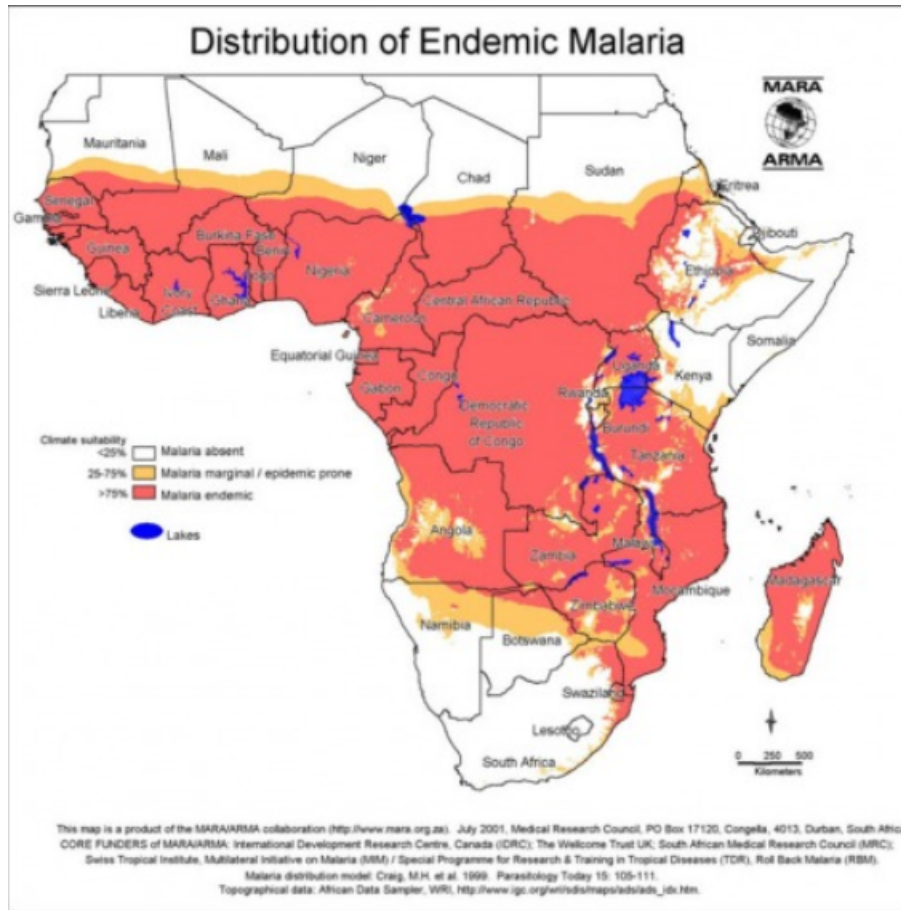 Distribution of Endemic Malaria
MARA
ARMA
Mauritania
Mali
Niger
Chad
Sudan
Eritrea
Senegal
Djibouti
Burkina Faso
Guinea
Benin
Nigeria
Ethiopia
Sierra Leone
Ivory
Coast
Ghana
Togo
Central African Republic
Liberia
Cameroon
Somalia
Equatorial Guinea
Uganda
Kenya
Gabon
Congo
Rwanda
Democratic
Republic
of Congo
Burundi
Tanzania
Climate suitability
<25% Malaria absent
25-75% Malaria marginal / epidemic prone
>75% Malaria endemic
Lakes
Angola
Zambia
Malawi
Mocambique
Madagascar
Zimbabwe
Namibia
Botswana
Swaziland
Lesotho
South Africa
0 250 500
Kilometers
This map is a product of the MARA/ARMA collaboration (http://www.mara.org.za). July 2001, Medical Research Council, PO Box 17120, Congella, 4013, Durban, South Afric
CORE FUNDERS of MARA/ARMA: International Development Research Centre, Canada (IDRC); The Wellcome Trust UK; South African Medical Research Council (MRC);
Swiss Tropical Institute, Multilateral Initiative on Malaria (MIM) / Special Programme for Research & Training in Tropical Diseases (TDR), Roll Back Malaria (RBM).
Malaria distribution model: Craig, M.H. et al. 1999. Parasitology Today 15: 105-111.
Topographical data: African Data Sampler, WRI, http://www.igc.org/wri/sdis/maps/ads/ads_idx.htm.